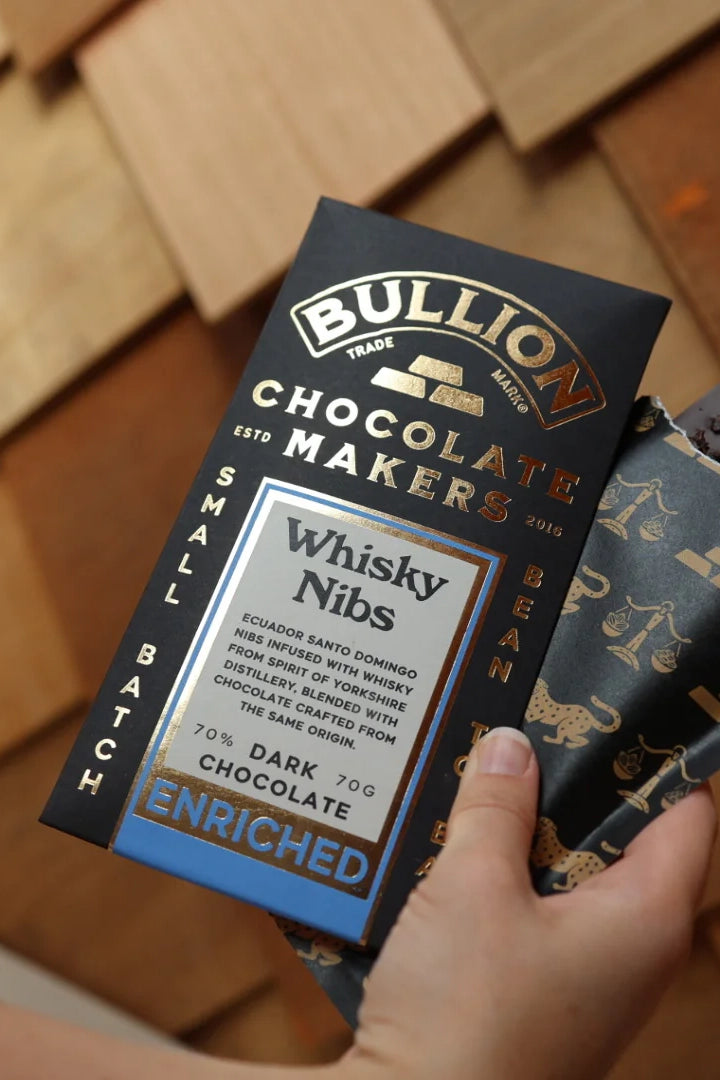 BULLION
TRADE MARK®
CHOCOLATE
ESTD MAKERS 2016
SMALL BATCH
Whisky
Nibs
ECUADOR SANTO DOMINGO
NIBS INFUSED WITH WHISKY
FROM SPIRIT OF YORKSHIRE
DISTILLERY, BLENDED WITH
CHOCOLATE CRAFTED FROM
THE SAME ORIGIN.
70% DARK 70G
CHOCOLATE
ENRICHED
BEAN